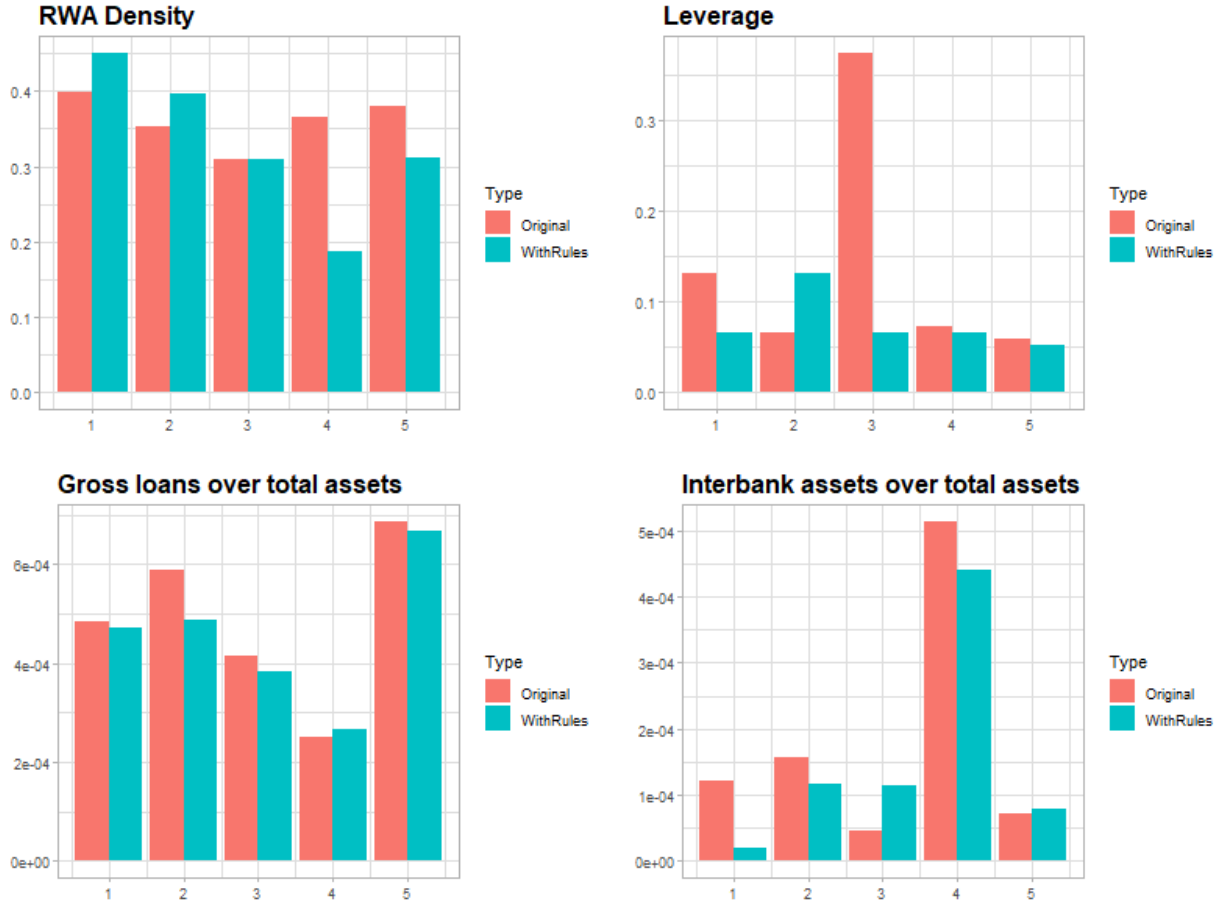 RWA Density
0.4
0.3
0.2
0.1
0.0
1 2 3 4 5
Type
Original
WithRules
Leverage
0.3
0.2
0.1
0.0
1 2 3 4 5
Type
Original
WithRules
Gross loans over total assets
6e-04
4e-04
2e-04
0e+00
1 2 3 4 5
Type
Original
WithRules
Interbank assets over total assets
5e-04
4e-04
3e-04
2e-04
1e-04
0e+00
1 2 3 4 5
Type
Original
WithRules